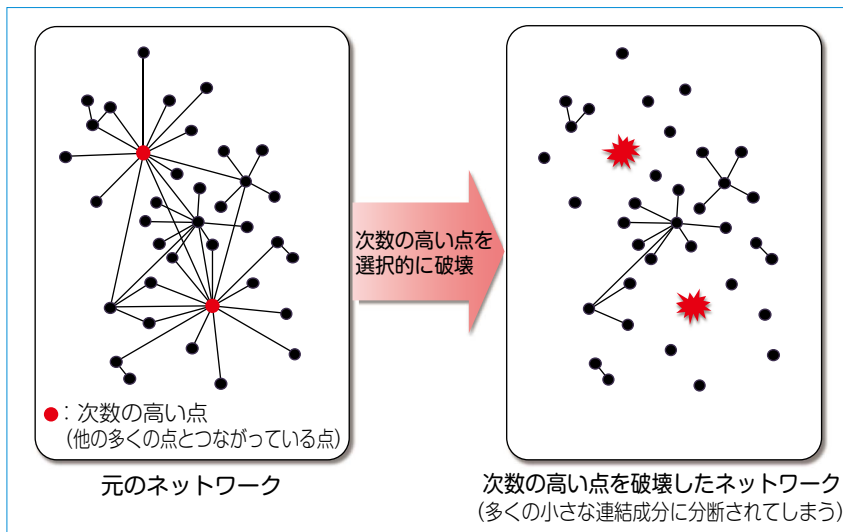 次数の高い点を
選択的に破壊
●：次数の高い点
（他の多くの点とつながっている点）
元のネットワーク
次数の高い点を破壊したネットワーク
（多くの小さな連結成分に分断されてしまう）